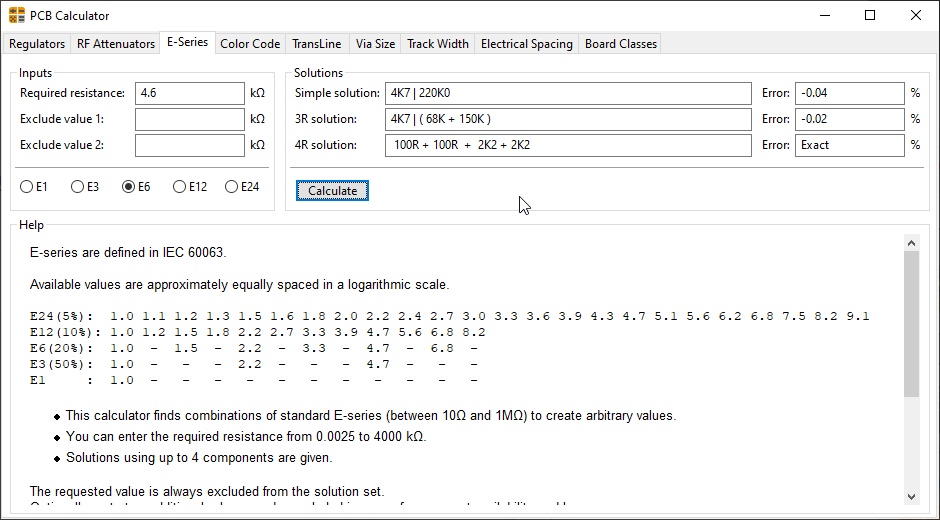 PCB Calculator
Regulators RF Attenuators E-Series Color Code TransLine Via Size Track Width Electrical Spacing Board Classes
Inputs
Required resistance: 4.6 kΩ
Exclude value 1: kΩ
Exclude value 2: kΩ
E1 E3 E6 E12 E24
Solutions
Simple solution: 4K7 | 220K0 Error: -0.04 %
3R solution: 4K7 | ( 68K + 150K ) Error: -0.02 %
4R solution: 100R + 100R + 2K2 + 2K2 Error: Exact %
Calculate
Help
E-series are defined in IEC 60063.
Available values are approximately equally spaced in a logarithmic scale.
E24(5%): 1.0 1.1 1.2 1.3 1.5 1.6 1.8 2.0 2.2 2.4 2.7 3.0 3.3 3.6 3.9 4.3 4.7 5.1 5.6 6.2 6.8 7.5 8.2 9.1
E12(10%): 1.0 1.2 1.5 1.8 2.2 2.7 3.3 3.9 4.7 5.6 6.8 8.2
E6(20%): 1.0 - 1.5 - 2.2 - 3.3 - 4.7 - 6.8 -
E3(50%): 1.0 - - - 2.2 - - - 4.7 - - -
E1 : 1.0 - - - - - - - - - - -
◆ This calculator finds combinations of standard E-series (between 10Ω and 1MΩ) to create arbitrary values.
◆ You can enter the required resistance from 0.0025 to 4000 kΩ.
◆ Solutions using up to 4 components are given.
The requested value is always excluded from the solution set.